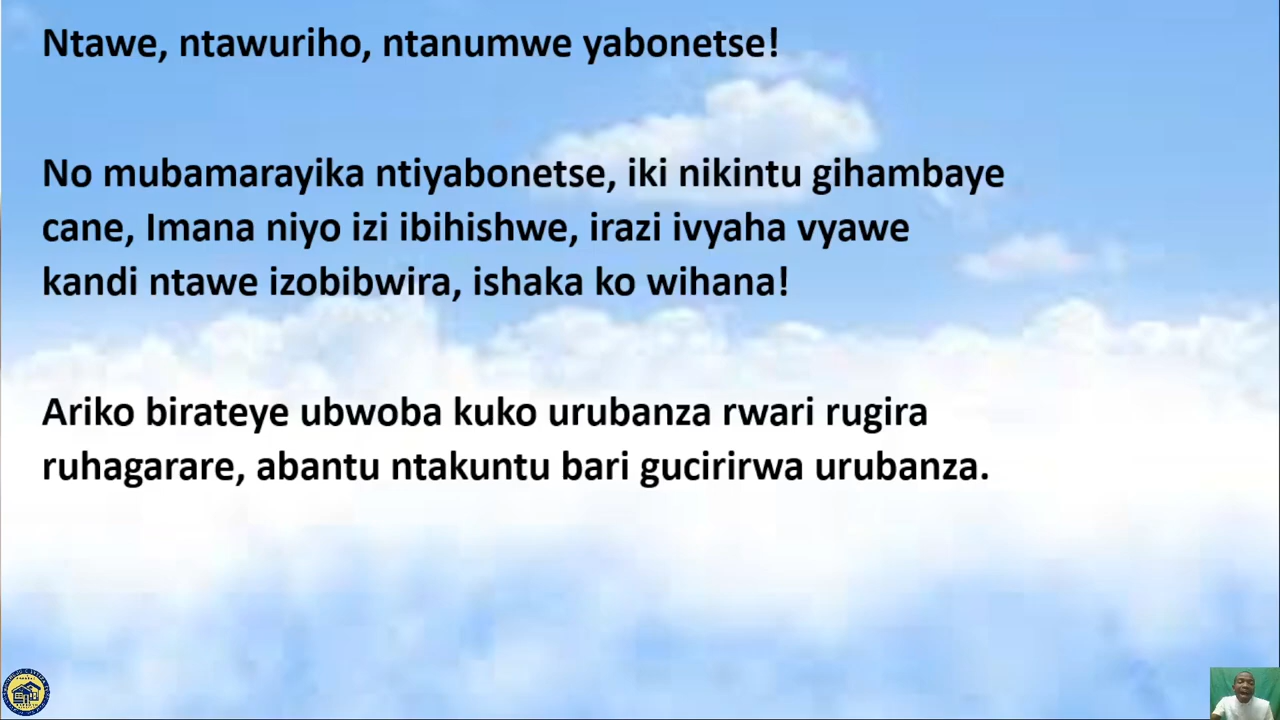 Ntawe, ntawuriho, ntanumwe yabonetse!
No mubamarayika ntiyabonetse, iki nikintu gihambaye
cane, Imana niyo izi ibihishwe, irazi ivyaha vyawe
kandi ntawe izobibwira, ishaka ko wihana!
Ariko birateye ubwoba kuko urubanza rwari rugira
ruhagarare, abantu ntakuntu bari gucirirwa urubanza.